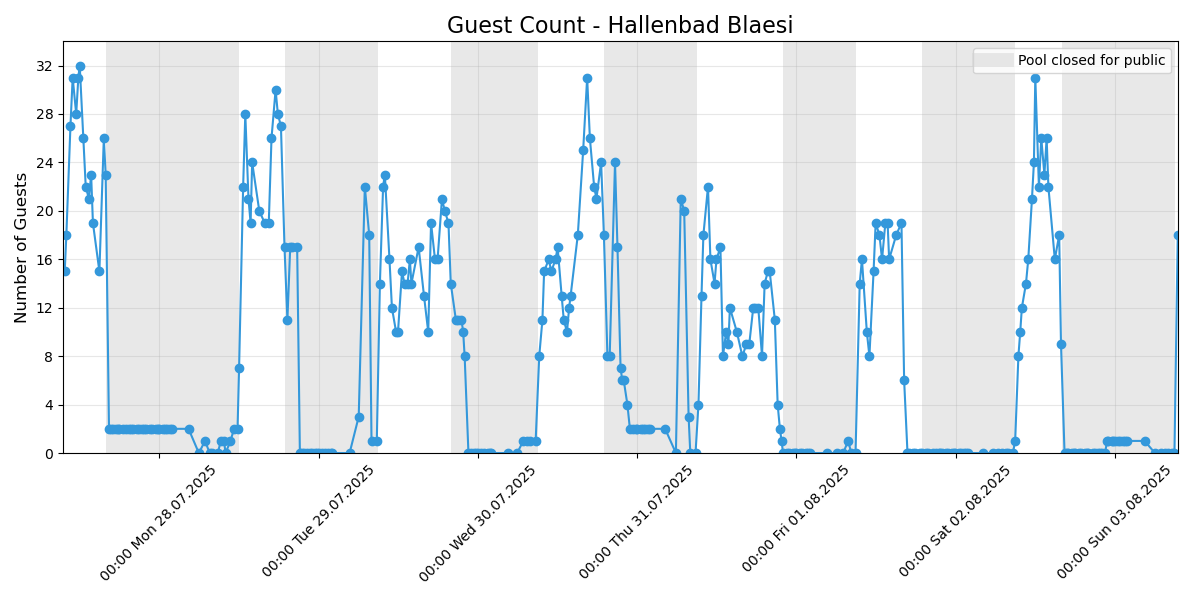 Guest Count - Hallenbad Blaesi
Pool closed for public
Number of Guests
32
28
24
20
16
12
8
4
0
00:00 Mon 28.07.2025
00:00 Tue 29.07.2025
00:00 Wed 30.07.2025
00:00 Thu 31.07.2025
00:00 Fri 01.08.2025
00:00 Sat 02.08.2025
00:00 Sun 03.08.2025